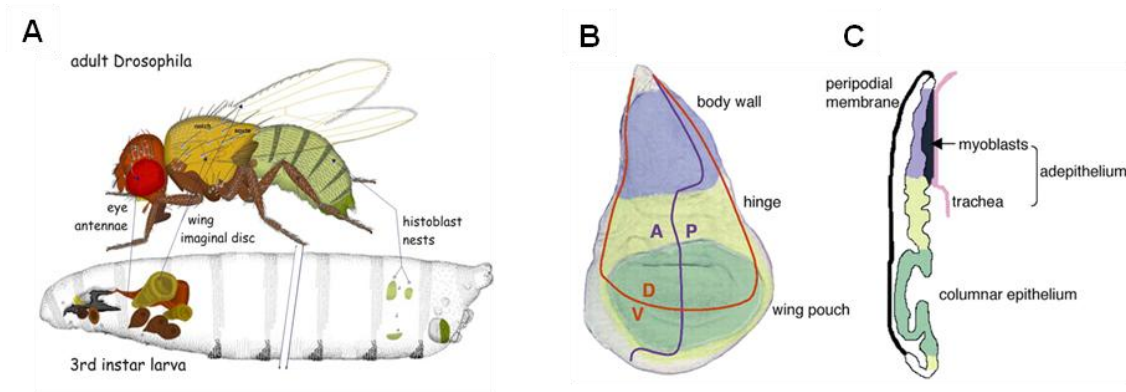 A
adult Drosophila
notch
eye
antennae
wing
imaginal disc
histoblast
nests
3rd instar larva
B
body wall
hinge
A
P
D
V
wing pouch
C
peripodial
membrane
myoblasts
adepithelium
trachea
columnar epithelium